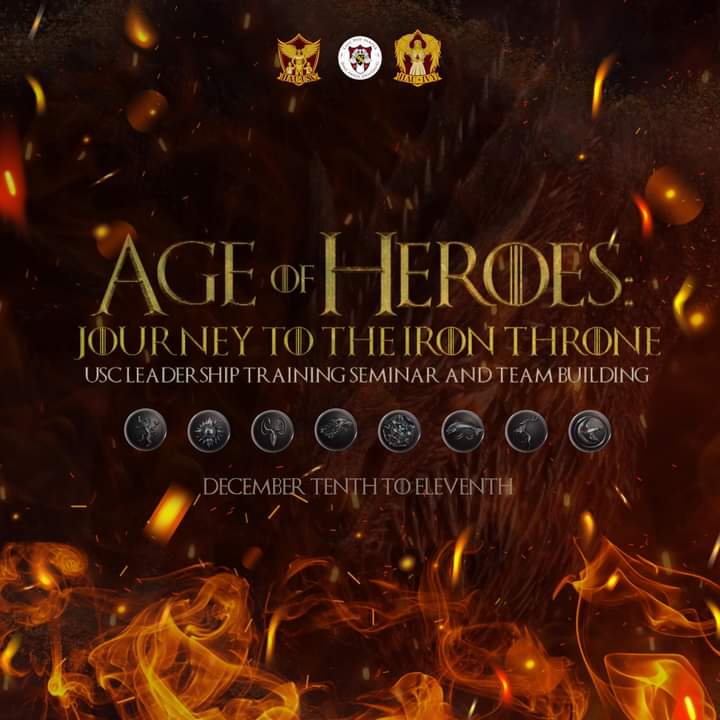 AGE OF HEROES:
JOURNEY TO THE IRON THRONE
USC LEADERSHIP TRAINING SEMINAR AND TEAM BUILDING
DECEMBER TENTH TO ELEVENTH